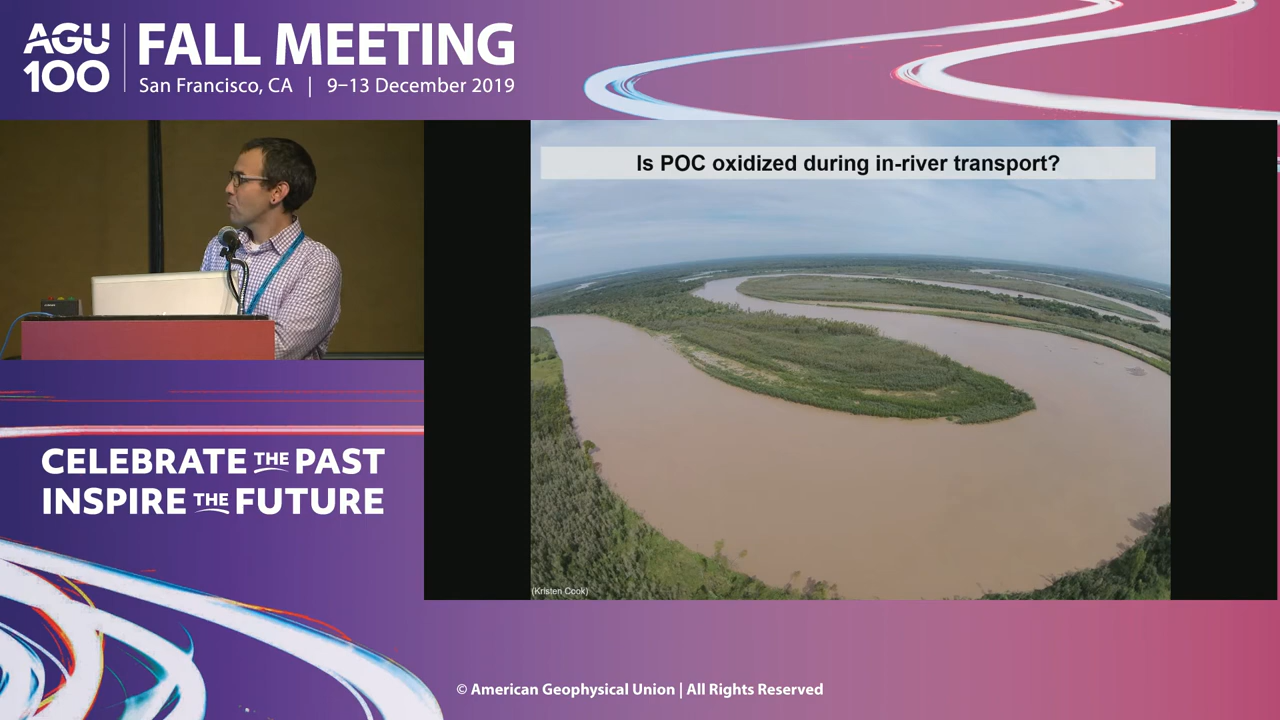 AGU
100
FALL MEETING
San Francisco, CA | 9–13 December 2019
Is POC oxidized during in-river transport?
(Kristen Cook)
CELEBRATE THE PAST
INSPIRE THE FUTURE
© American Geophysical Union | All Rights Reserved